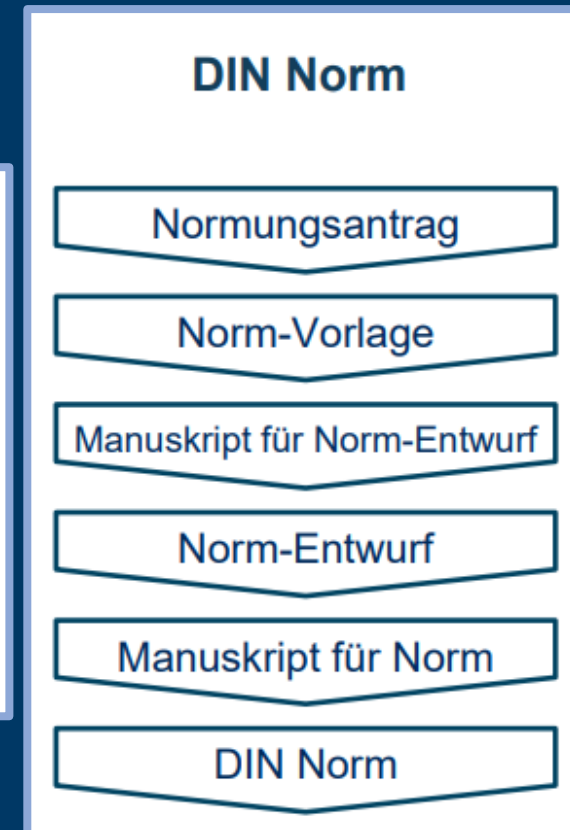 DIN Norm
Normungsantrag
Norm-Vorlage
Manuskript für Norm-Entwurf
Norm-Entwurf
Manuskript für Norm
DIN Norm